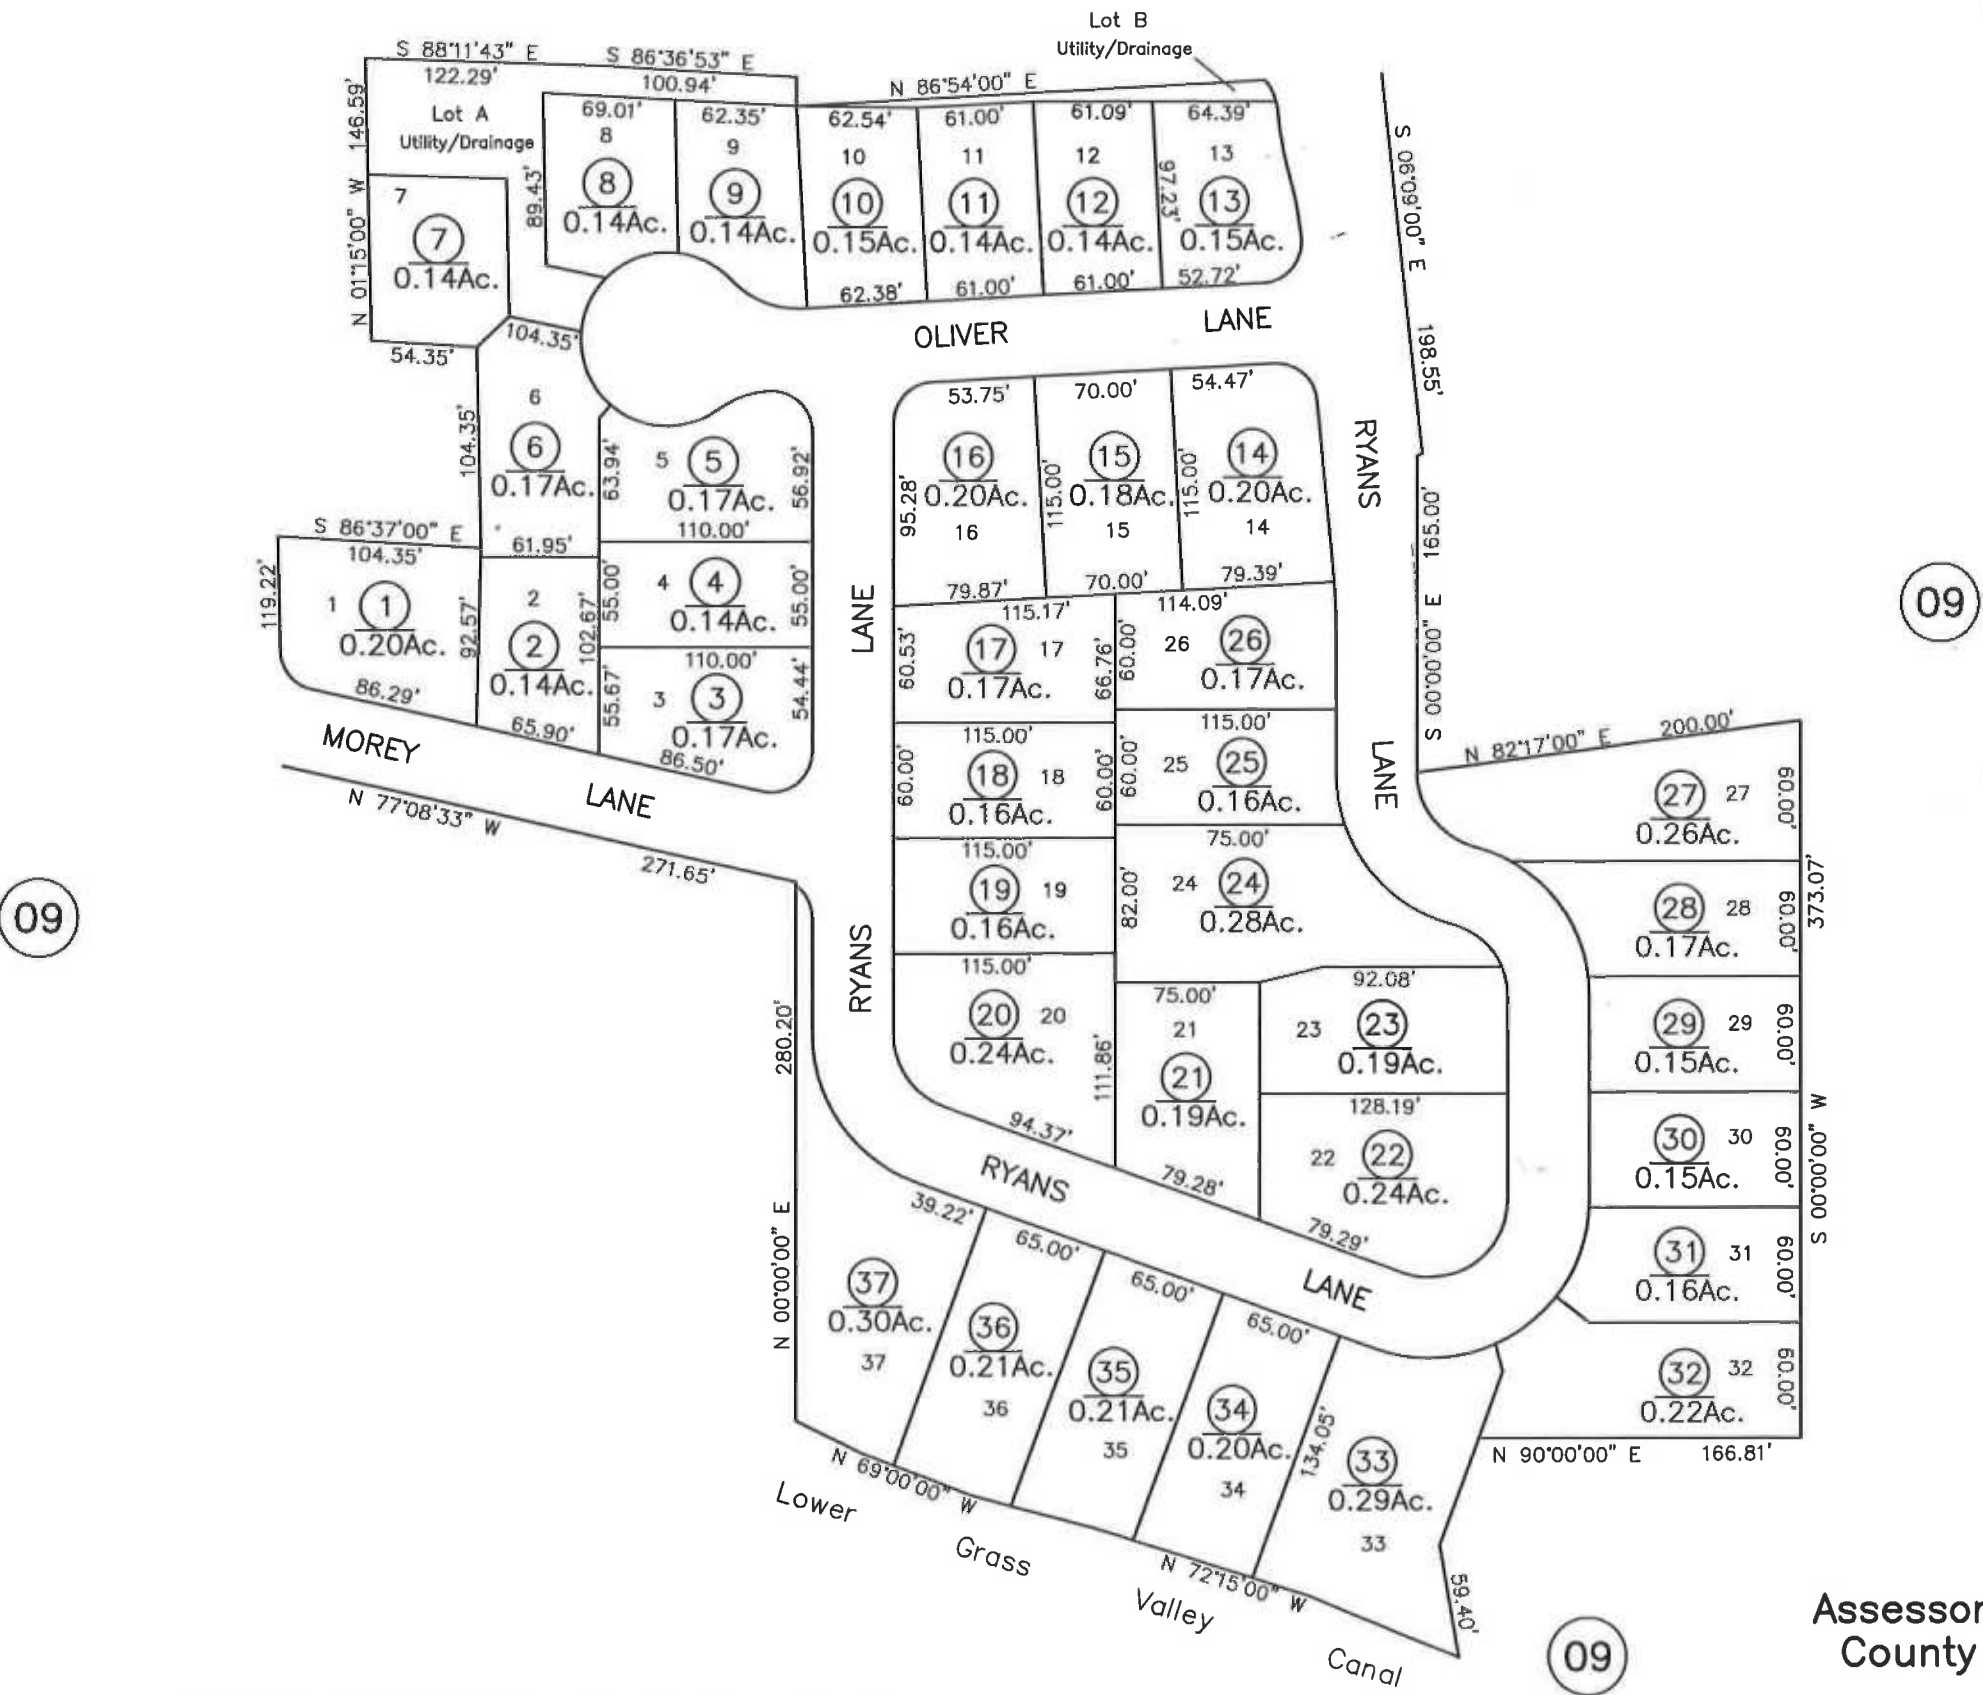 Lot B
Utility/Drainage
S 88°11'43" E
122.29'
S 86°36'53" E
100.94'
N 86°54'00" E
146.59'
N 01°15'00" W
Lot A
Utility/Drainage
7
7
0.14Ac.
54.35'
89.43'
69.01'
8
8
0.14Ac.
62.35'
9
9
0.14Ac.
62.54'
10
10
0.15Ac.
62.38'
61.00'
11
11
0.14Ac.
61.00'
61.09'
12
12
0.14Ac.
61.00'
97.23'
64.39'
13
13
0.15Ac.
52.72'
S 06°09'00" E
198.55'
OLIVER LANE
104.35'
6
6
0.17Ac.
104.35'
61.95'
63.94'
5
5
0.17Ac.
56.92'
110.00'
53.75'
16
0.20Ac.
16
95.28'
79.87'
70.00'
15
0.18Ac.
15
115.00'
70.00'
54.47'
14
0.20Ac.
14
115.00'
79.39'
RYANS
LANE
S 00°00'00" E
165.00'
09
S 86°37'00" E
104.35'
119.22'
1
1
0.20Ac.
92.57'
86.29'
2
2
0.14Ac.
102.67'
65.90'
55.00'
4
4
0.14Ac.
55.00'
110.00'
55.67'
3
3
0.17Ac.
54.44'
86.50'
MOREY
LANE
N 77°08'33" W
271.65'
LANE
RYANS
115.17'
60.53'
17
17
0.17Ac.
66.76'
114.09'
60.00'
26
26
0.17Ac.
115.00'
60.00'
18
18
0.16Ac.
60.00'
115.00'
60.00'
25
25
0.16Ac.
115.00'
19
19
0.16Ac.
75.00'
82.00'
24
24
0.28Ac.
115.00'
20
20
0.24Ac.
111.86'
94.37'
75.00'
21
21
0.19Ac.
79.28'
92.08'
23
23
0.19Ac.
128.19'
22
22
0.24Ac.
79.29'
N 82°17'00" E
200.00'
27
27
0.26Ac.
60.00'
28
28
0.17Ac.
60.00'
373.07'
29
29
0.15Ac.
60.00'
S 00°00'00" W
30
30
0.15Ac.
60.00'
31
31
0.16Ac.
60.00'
32
32
0.22Ac.
60.00'
N 90°00'00" E
166.81'
09
280.20'
N 00°00'00" E
RYANS
LANE
39.22'
37
0.30Ac.
37
65.00'
36
0.21Ac.
36
65.00'
35
0.21Ac.
35
65.00'
34
0.20Ac.
34
134.05'
33
0.29Ac.
33
59.40'
N 69°00'00" W
N 72°15'00" W
Lower
Grass
Valley
Canal
09
Assessor
County